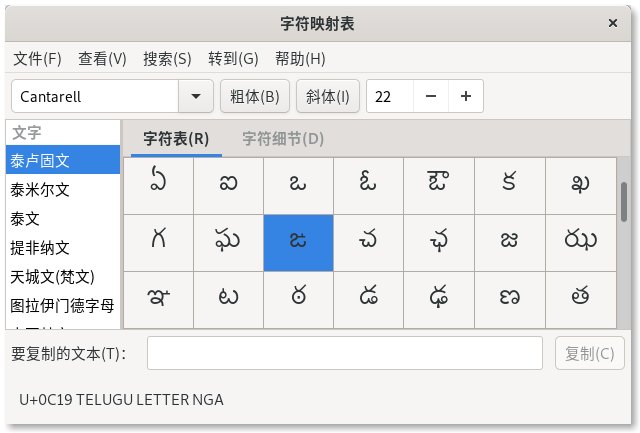 字符映射表 ×
文件(F) 查看(V) 搜索(S) 转到(G) 帮助(H)
Cantarell 粗体(B) 斜体(I) 22 − +
文字
泰卢固文
泰米尔文
泰文
提非纳文
天城文(梵文)
图拉伊门德字母
字符表(R) 字符细节(D)
ఏ ఐ ఒ ఓ ఔ క ఖ
గ ఘ ఙ చ ఛ జ ఝ
ఞ ట ఠ డ ఢ ణ త
要复制的文本(T)： 复制(C)
U+0C19 TELUGU LETTER NGA